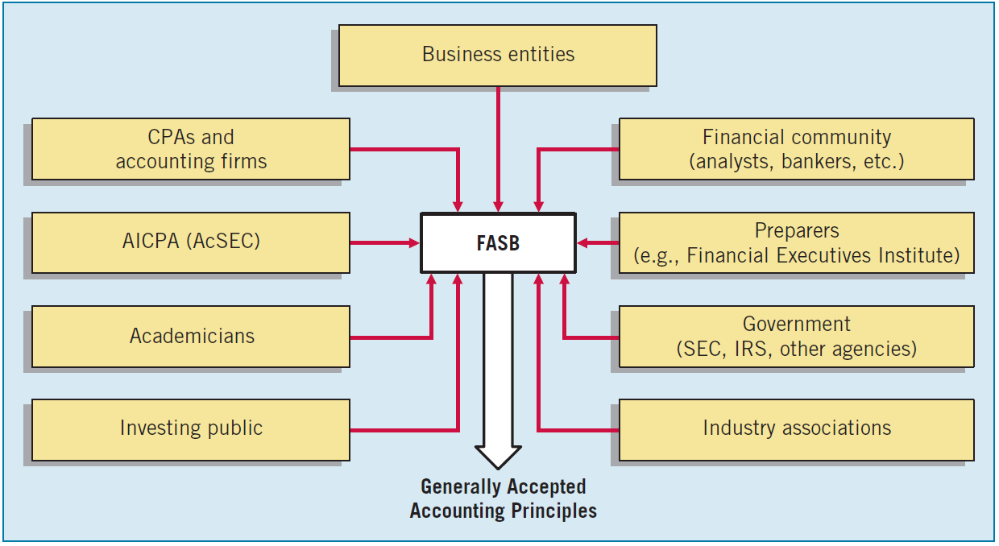 Business entities
CPAs and
accounting firms
Financial community
(analysts, bankers, etc.)
AICPA (AcSEC)
FASB
Preparers
(e.g., Financial Executives Institute)
Academicians
Government
(SEC, IRS, other agencies)
Investing public
Industry associations
Generally Accepted
Accounting Principles